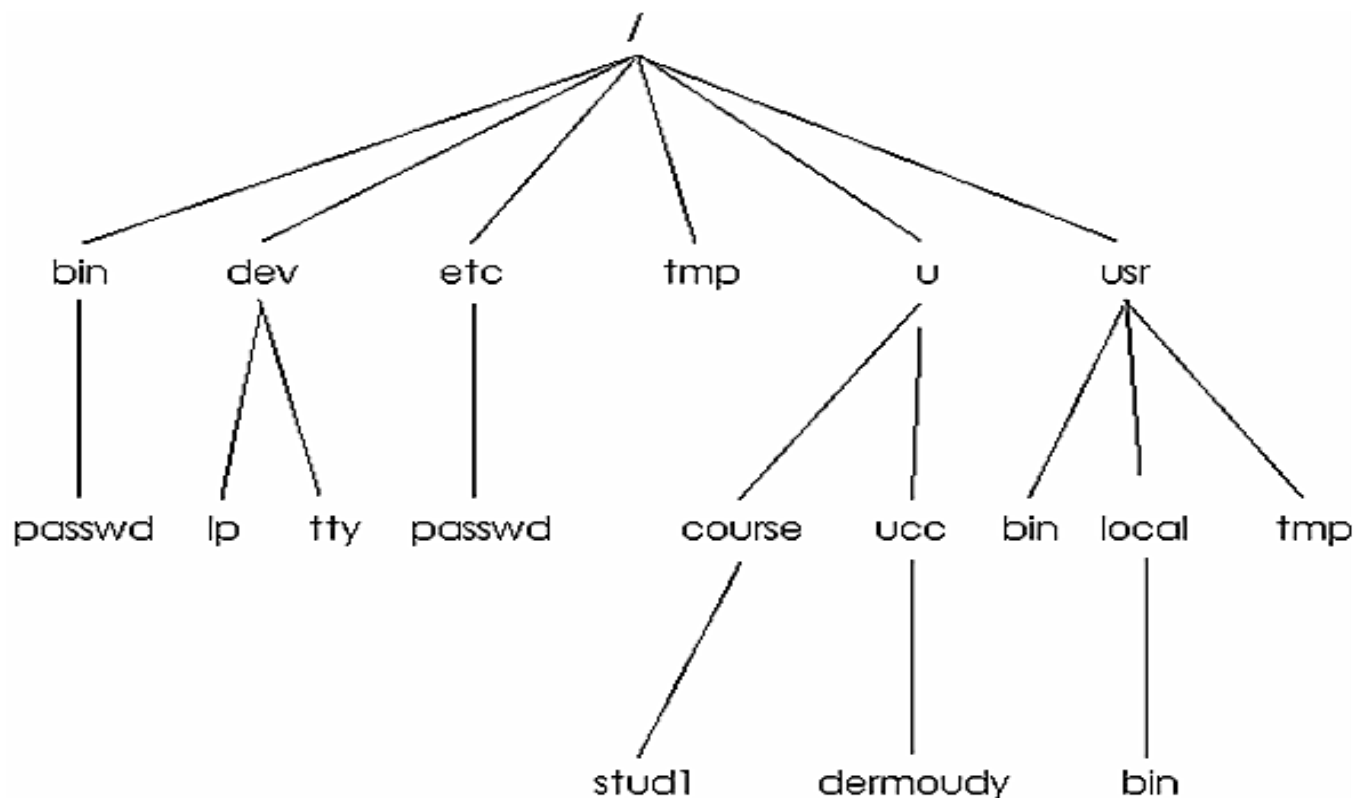 /
bin dev etc tmp u usr
passwd lp tty passwd course ucc bin local tmp
stud1 dermoudy bin